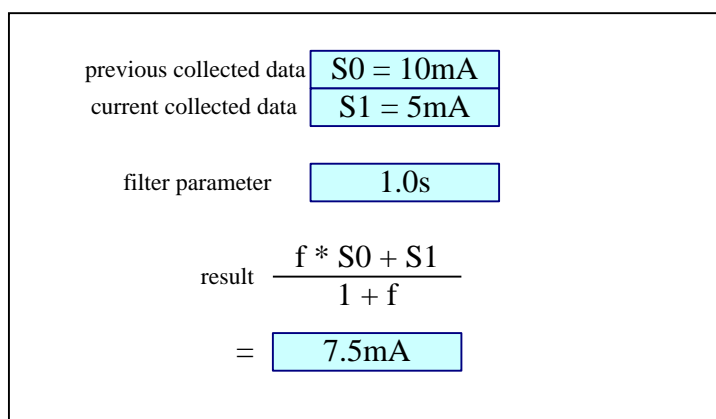 previous collected data S0 = 10mA
current collected data S1 = 5mA
filter parameter 1.0s
result f * S0 + S1
1 + f
= 7.5mA